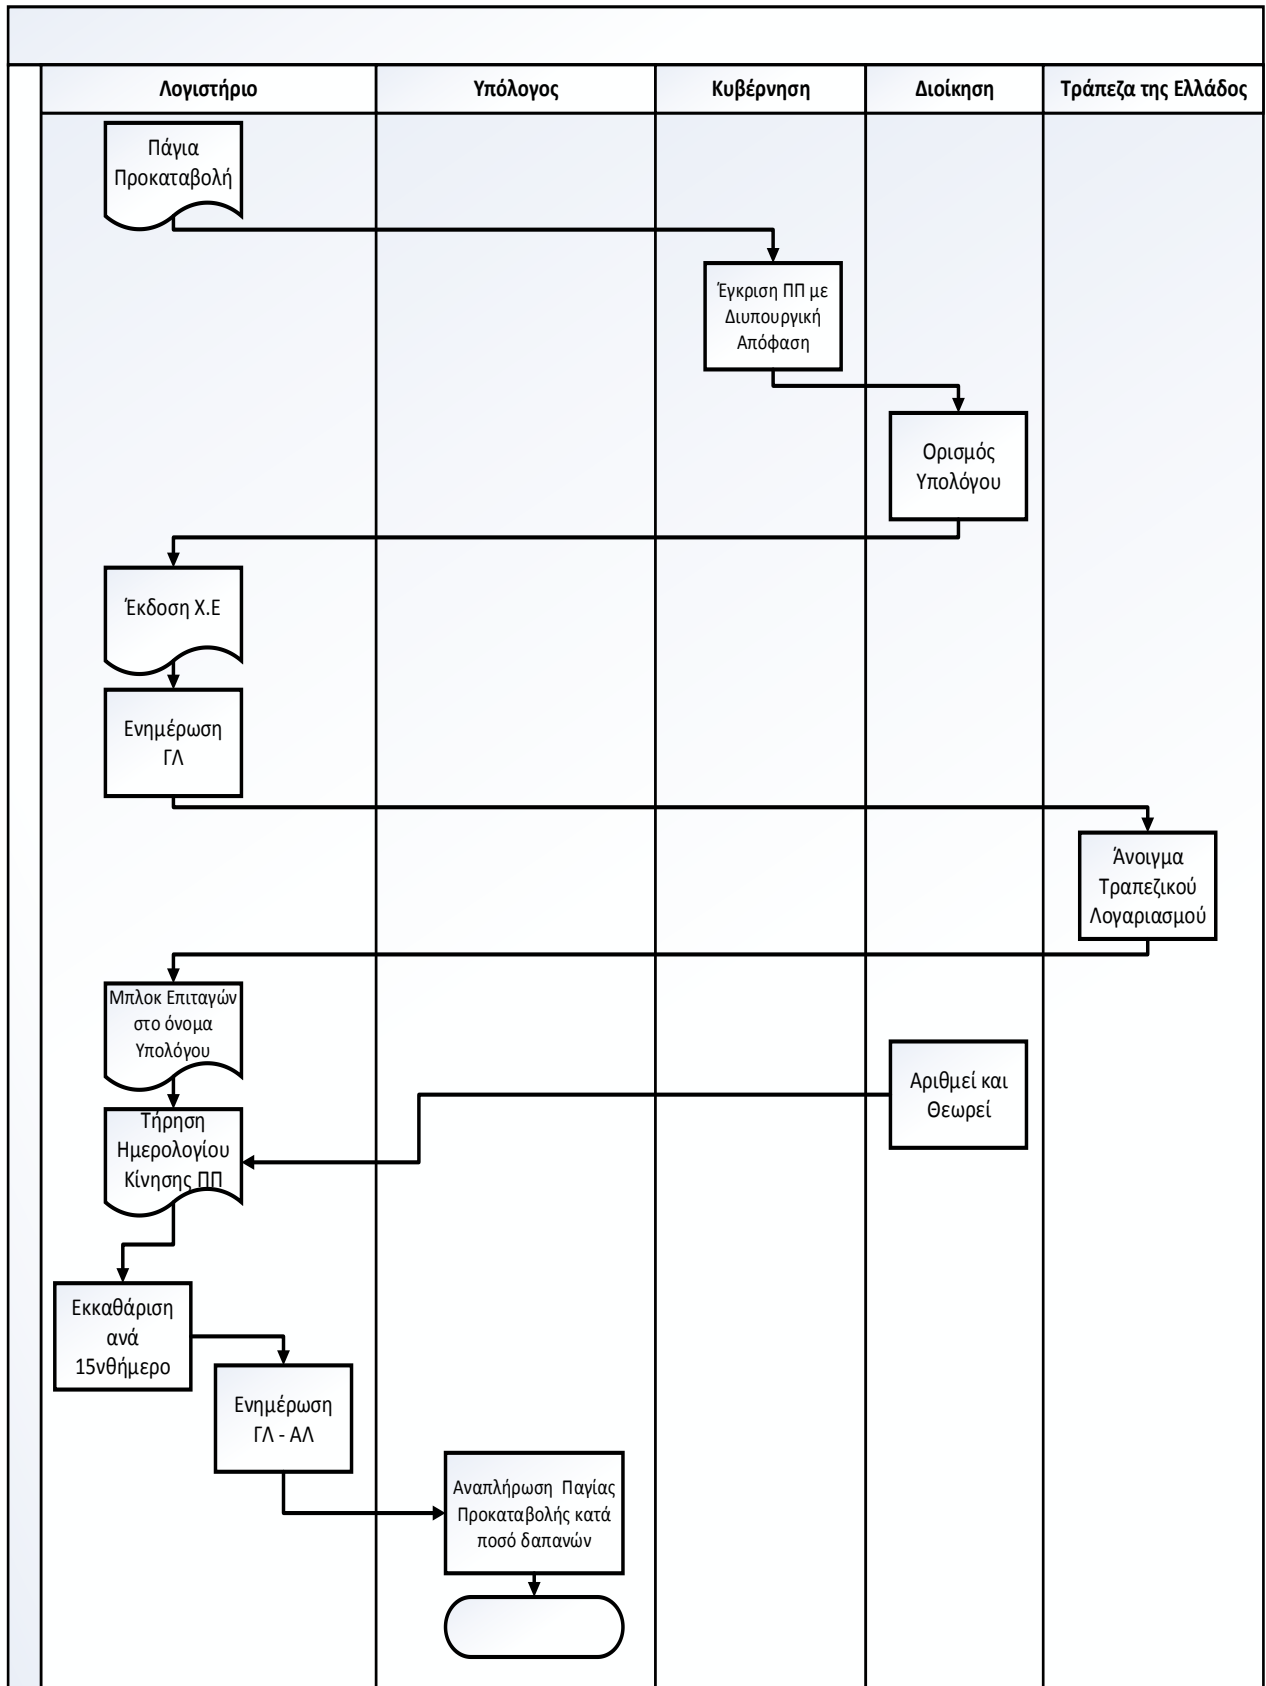 Λογιστήριο
Υπόλογος
Κυβέρνηση
Διοίκηση
Τράπεζα της Ελλάδος
Πάγια
Προκαταβολή
Έγκριση ΠΠ με
Διυπουργική
Απόφαση
Ορισμός
Υπολόγου
Έκδοση Χ.Ε
Ενημέρωση
ΓΛ
Άνοιγμα
Τραπεζικού
Λογαριασμού
Μπλοκ Επιταγών
στο όνομα
Υπολόγου
Αριθμεί και
Θεωρεί
Τήρηση
Ημερολογίου
Κίνησης ΠΠ
Εκκαθάριση
ανά
15νθήμερο
Ενημέρωση
ΓΛ - ΑΛ
Αναπλήρωση Παγίας
Προκαταβολής κατά
ποσό δαπανών